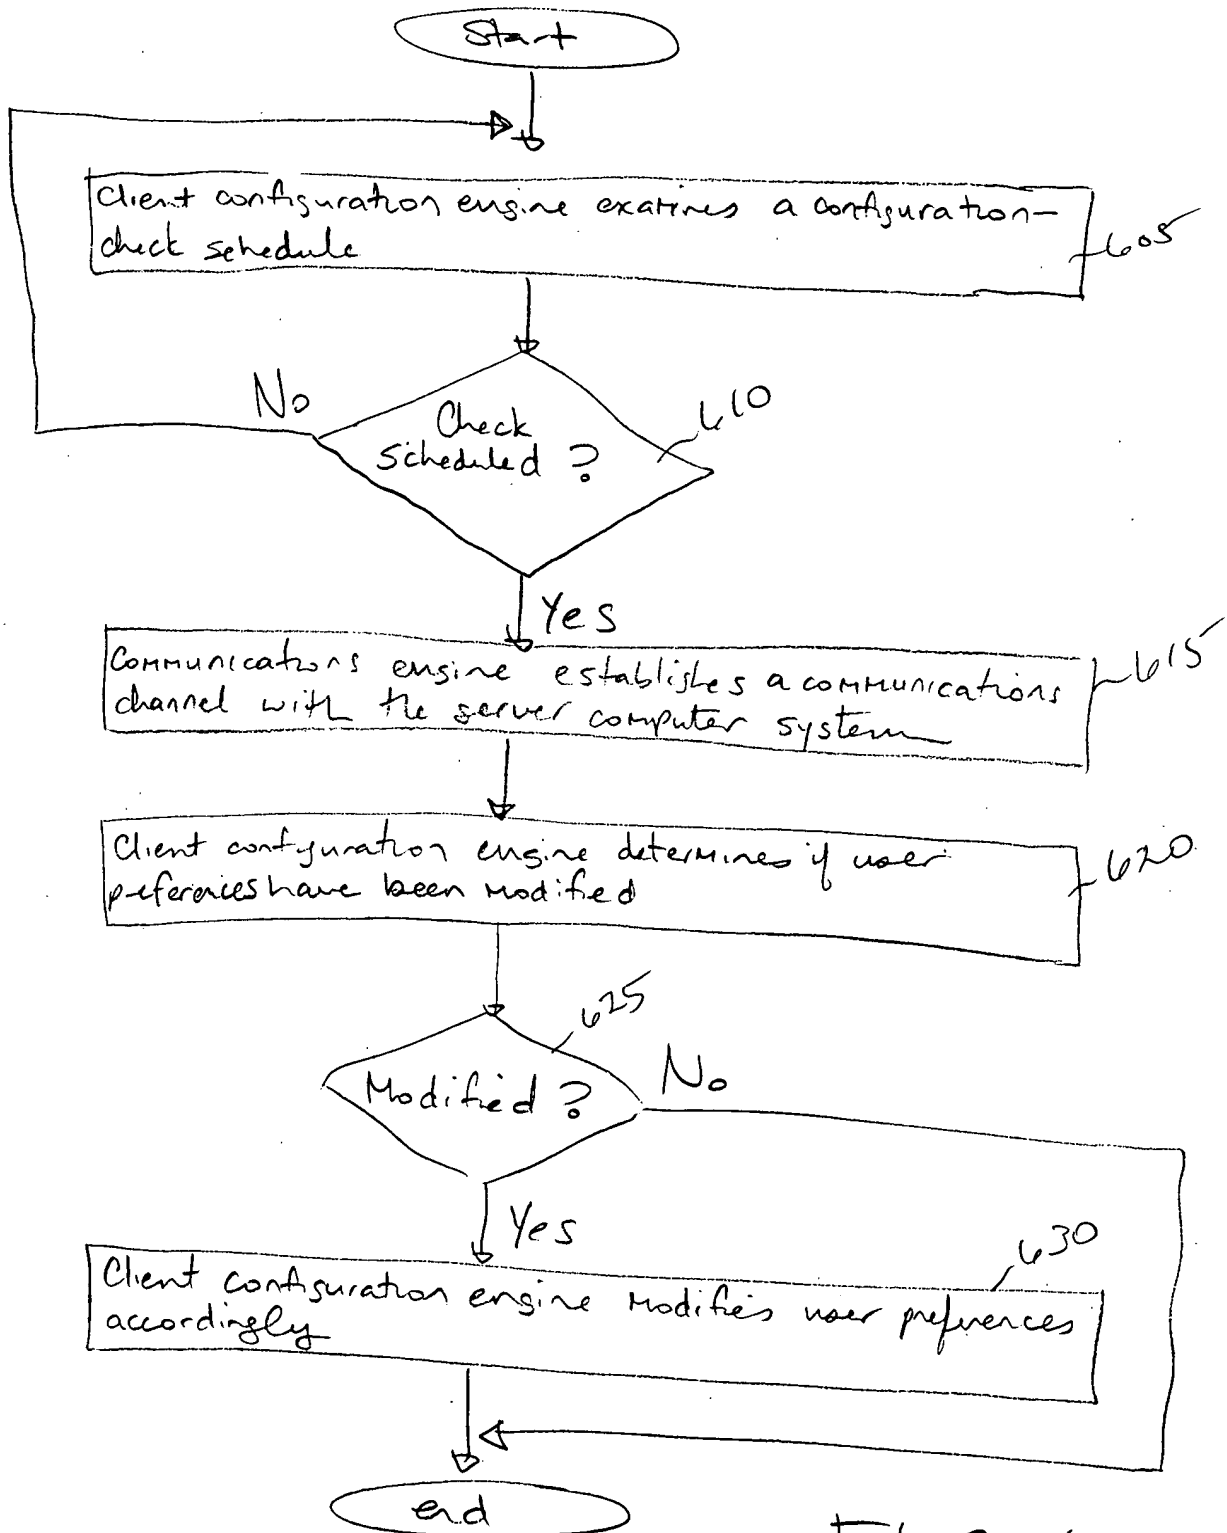 Start
Client configuration engine examines a configuration-
check schedule
605
No
Check
scheduled ?
610
Yes
Communications engine establishes a communications
channel with the server computer system
615
Client configuration engine determines if user
preferences have been modified
620
625
Modified ?
No
Yes
630
Client configuration engine modifies user preferences
accordingly
end